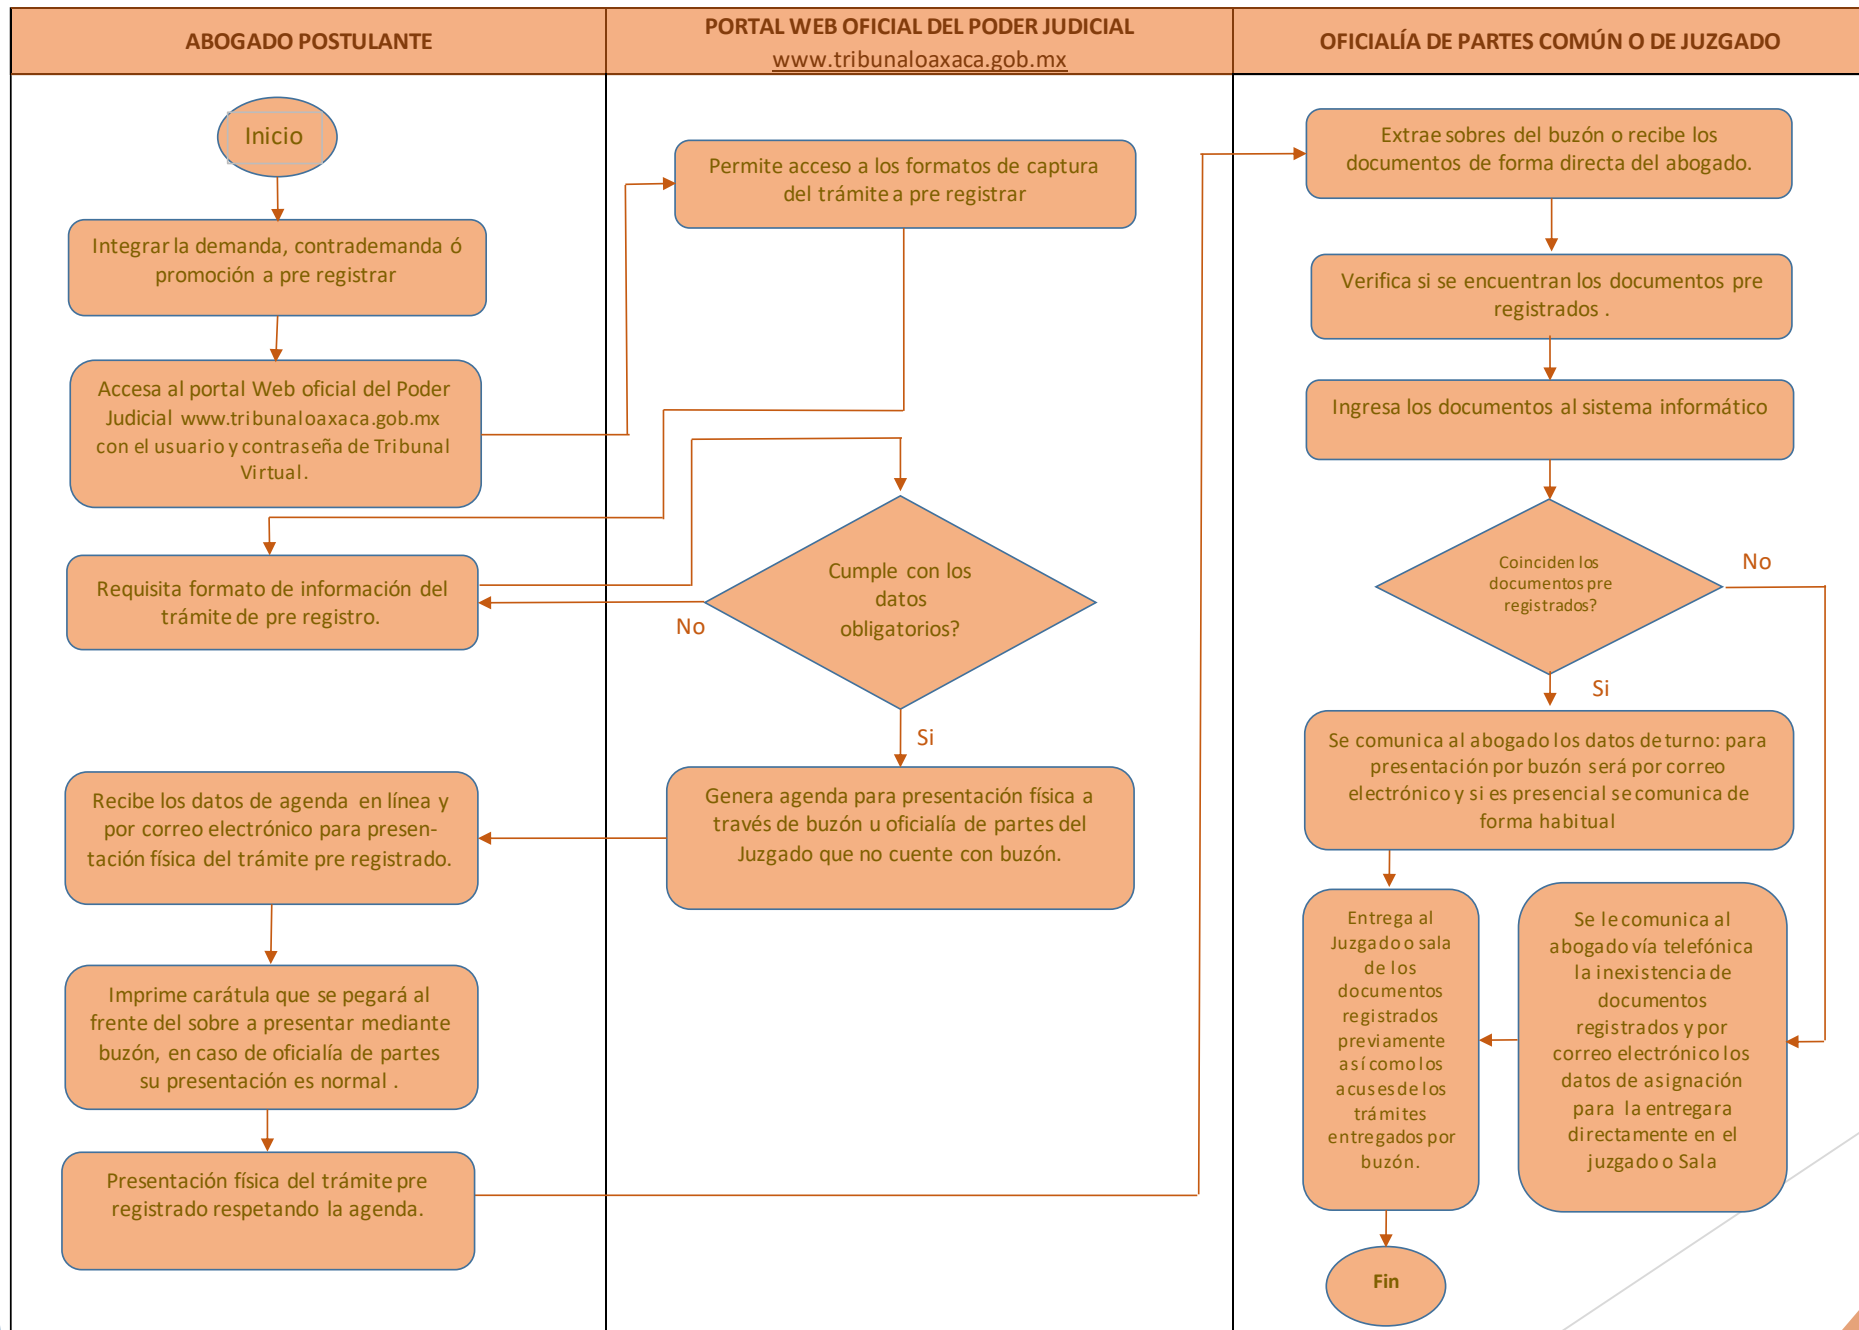 ABOGADO POSTULANTE
PORTAL WEB OFICIAL DEL PODER JUDICIAL
www.tribunaloaxaca.gob.mx
OFICIALÍA DE PARTES COMÚN O DE JUZGADO
Inicio
Integrar la demanda, contrademanda ó
promoción a pre registrar
Accesa al portal Web oficial del Poder
Judicial www.tribunaloaxaca.gob.mx
con el usuario y contraseña de Tribunal
Virtual.
Requisita formato de información del
trámite de pre registro.
Recibe los datos de agenda en línea y
por correo electrónico para presen-
tación física del trámite pre registrado.
Imprime carátula que se pegará al
frente del sobre a presentar mediante
buzón, en caso de oficialía de partes
su presentación es normal .
Presentación física del trámite pre
registrado respetando la agenda.
Permite acceso a los formatos de captura
del trámite a pre registrar
Cumple con los
datos
obligatorios?
No
Si
Genera agenda para presentación física a
través de buzón u oficialía de partes del
Juzgado que no cuente con buzón.
Extrae sobres del buzón o recibe los
documentos de forma directa del abogado.
Verifica si se encuentran los documentos pre
registrados .
Ingresa los documentos al sistema informático
Coinciden los
documentos pre
registrados?
No
Si
Se comunica al abogado los datos de turno: para
presentación por buzón será por correo
electrónico y si es presencial se comunica de
forma habitual
Entrega al
Juzgado o sala
de los
documentos
registrados
previamente
así como los
acuses de los
trámites
entregados por
buzón.
Se le comunica al
abogado vía telefónica
la inexistencia de
documentos
registrados y por
correo electrónico los
datos de asignación
para la entregara
directamente en el
juzgado o Sala
Fin